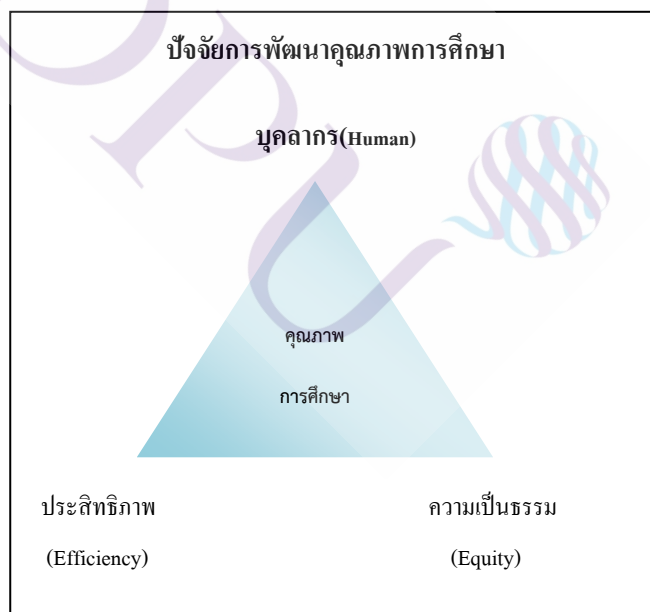 ปัจจัยการพัฒนาคุณภาพการศึกษา
บุคลากร(Human)
คุณภาพ
การศึกษา
ประสิทธิภาพ
ความเป็นธรรม
(Efficiency)
(Equity)
DPU